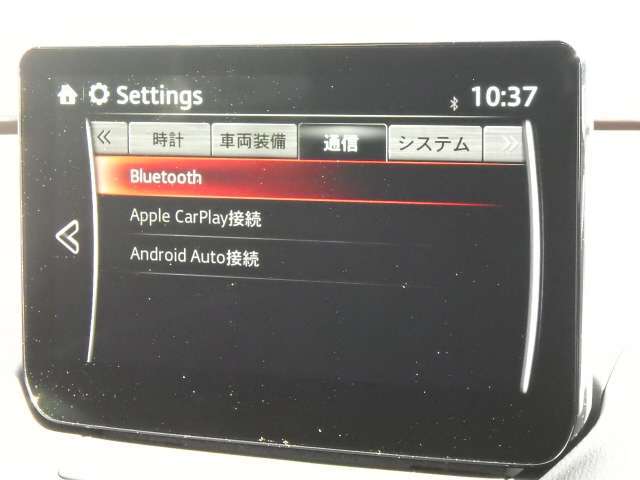 Settings 10:37
時計 車両装備 通信 システム
Bluetooth
Apple CarPlay接続
Android Auto接続